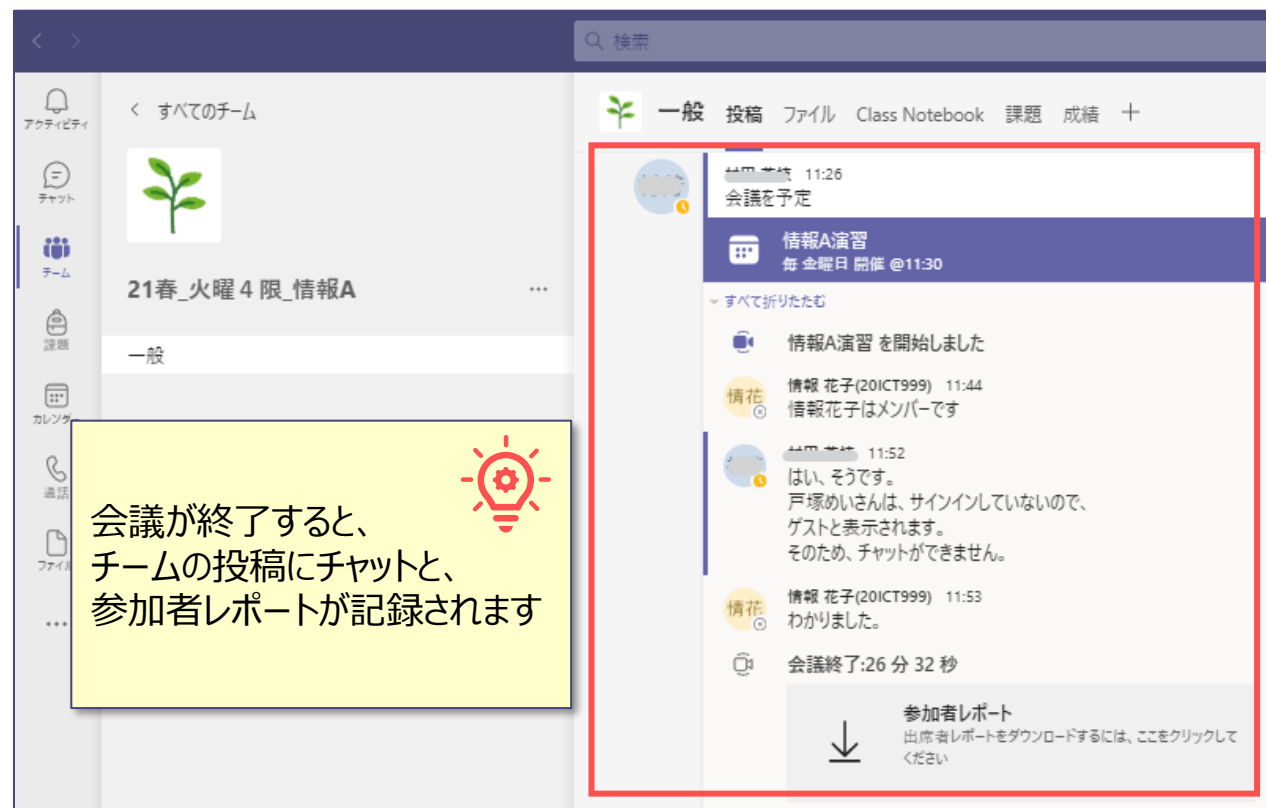 検索
アクティビティ
チャット
チーム
課題
カレンダー
通話
ファイル
すべてのチーム
21春_火曜４限_情報A
一般
会議が終了すると、
チームの投稿にチャットと、
参加者レポートが記録されます
一般 投稿 ファイル Class Notebook 課題 成績
11:26
会議を予定
情報A演習
毎 金曜日 開催 @11:30
すべて折りたたむ
情報A演習 を開始しました
情花
情報 花子(20ICT999) 11:44
情報花子はメンバーです
11:52
はい、そうです。
戸塚めいさんは、サインインしていないので、
ゲストと表示されます。
そのため、チャットができません。
情花
情報 花子(20ICT999) 11:53
わかりました。
会議終了:26 分 32 秒
参加者レポート
出席者レポートをダウンロードするには、ここをクリックして
ください